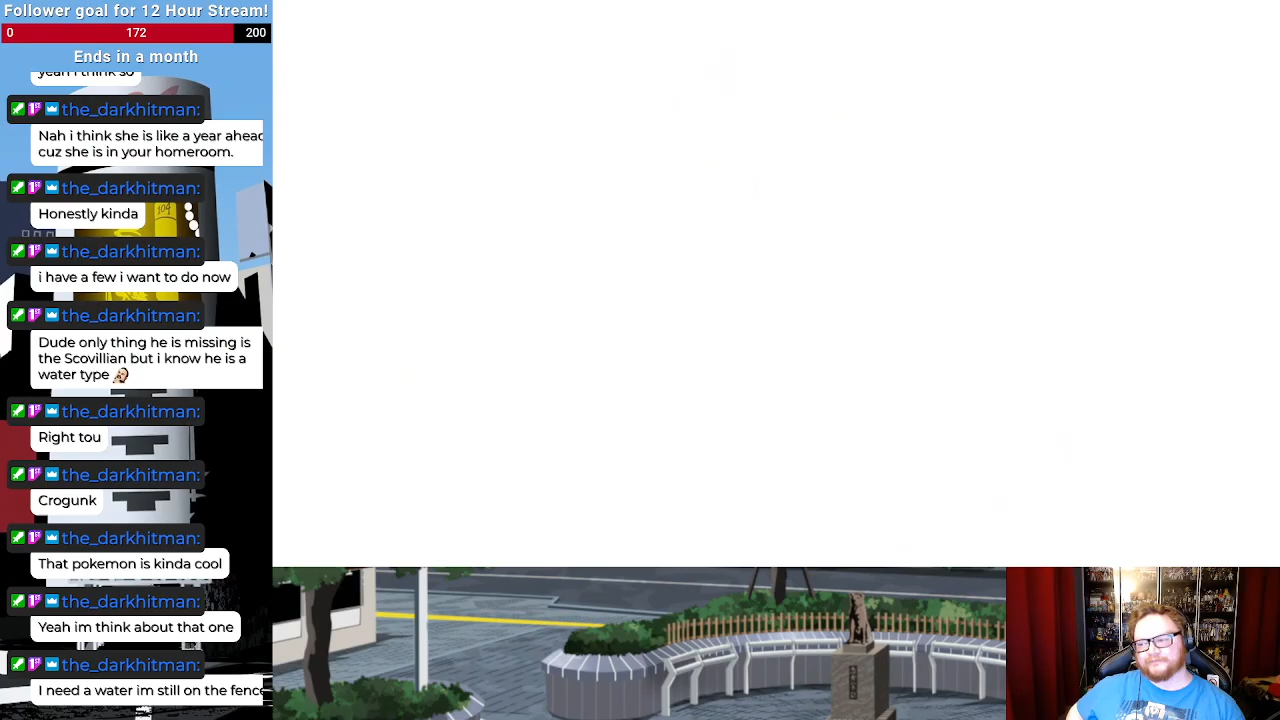 Follower goal for 12 Hour Stream!
0 172 200
Ends in a month
yeah i think so
the_darkhitman:
Nah i think she is like a year ahead
cuz she is in your homeroom.
the_darkhitman:
Honestly kinda
the_darkhitman:
i have a few i want to do now
the_darkhitman:
Dude only thing he is missing is
the Scovillian but i know he is a
water type
the_darkhitman:
Right tou
the_darkhitman:
Crogunk
the_darkhitman:
That pokemon is kinda cool
the_darkhitman:
Yeah im think about that one
the_darkhitman:
I need a water im still on the fence